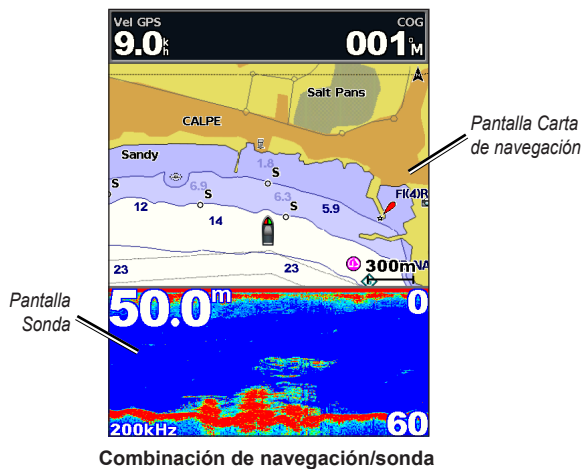 Vel GPS
9.0 k h
COG
001°M
Salt Pans
CALPE
Sandy
1.8
S
S
6.9
S
6.3
S
5.9
Fl(4)R
12
14
23
23
300m
Pantalla Carta
de navegación
50.0m
0
Pantalla
Sonda
60
200kHz
Combinación de navegación/sonda